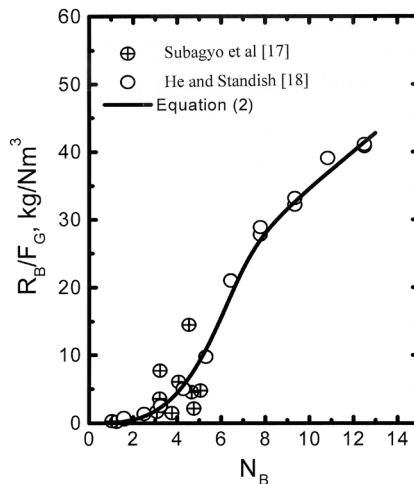 60
50
40
30
20
10
0
R_B/F_G, kg/Nm^3
Subagyo et al [17]
He and Standish [18]
Equation (2)
0 2 4 6 8 10 12 14
N_B